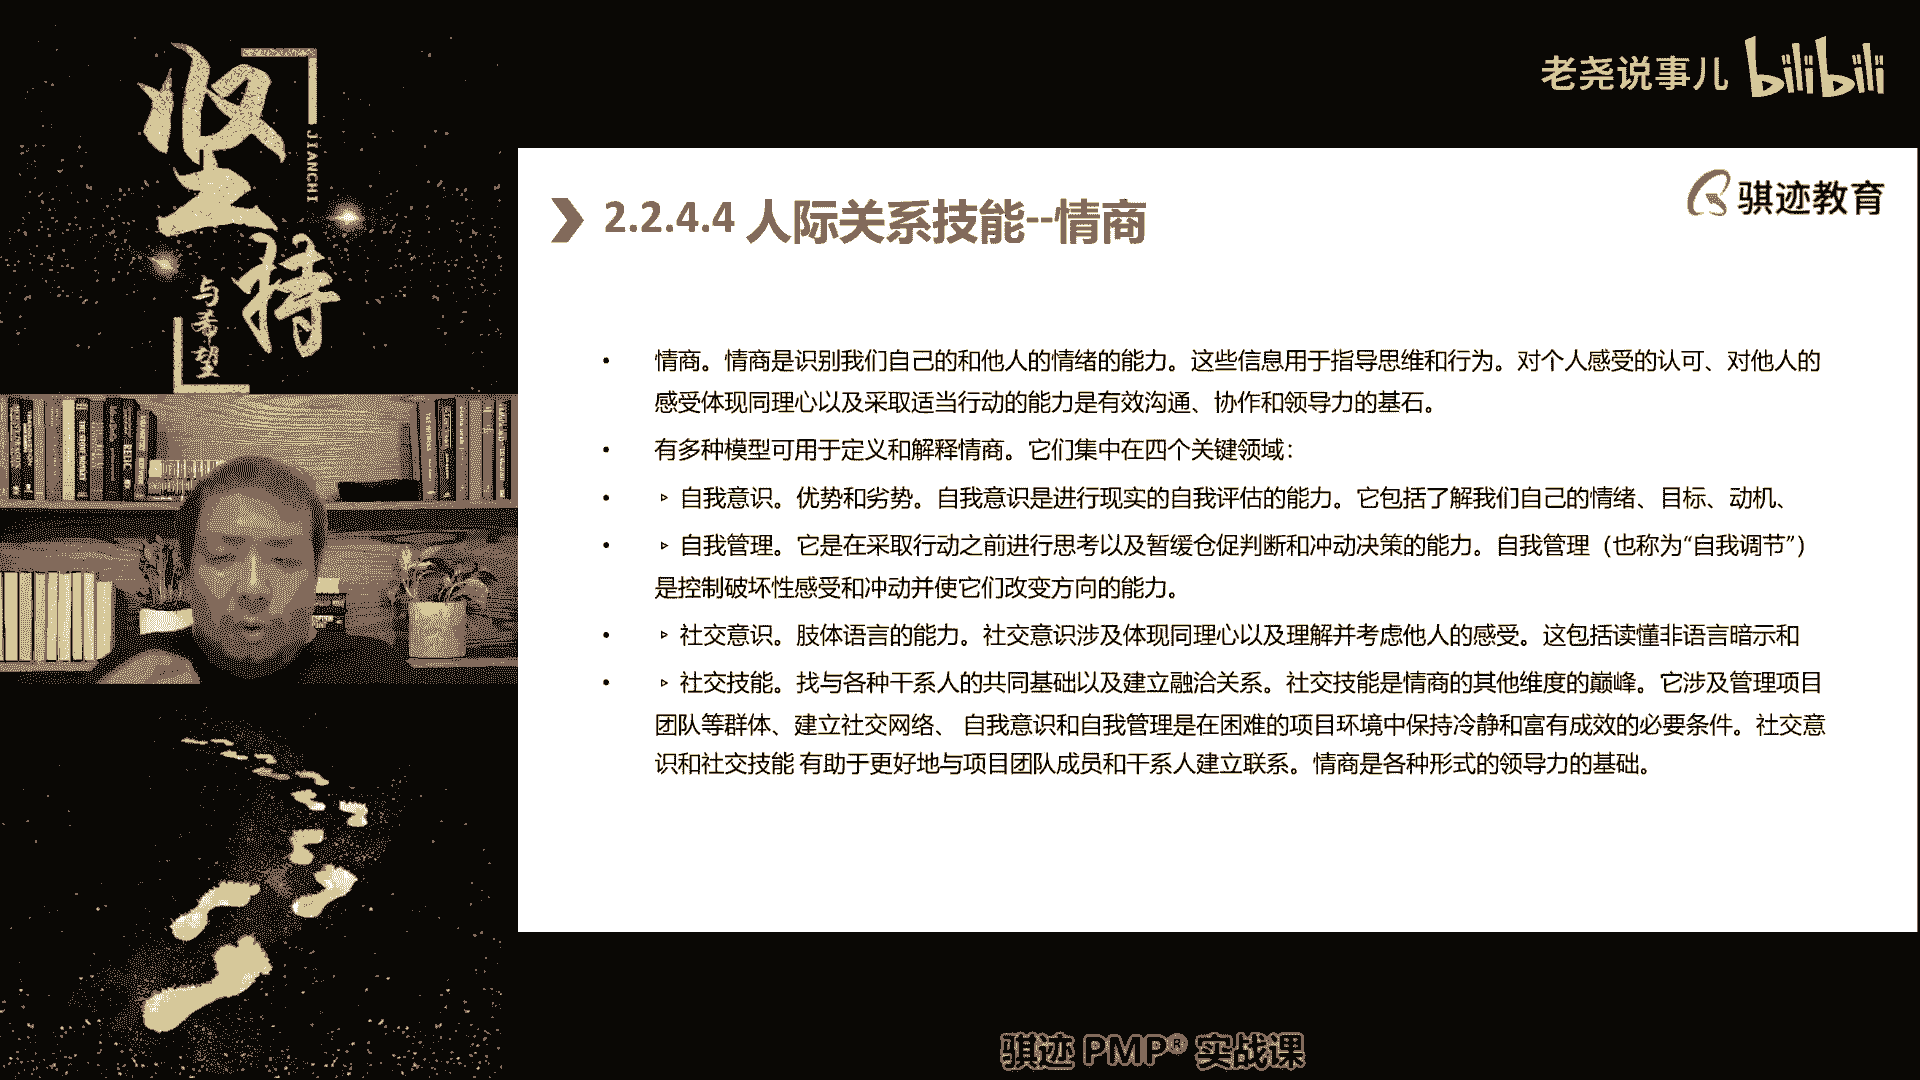 坚持
JIANCHI
与希望
老尧说事儿 bilibili
骐迹教育
2.2.4.4 人际关系技能--情商
• 情商。情商是识别我们自己的和他人的情绪的能力。这些信息用于指导思维和行为。对个人感受的认可、对他人的
感受体现同理心以及采取适当行动的能力是有效沟通、协作和领导力的基石。
• 有多种模型可用于定义和解释情商。它们集中在四个关键领域：
• ▹ 自我意识。优势和劣势。自我意识是进行现实的自我评估的能力。它包括了解我们自己的情绪、目标、动机、
• ▹ 自我管理。它是在采取行动之前进行思考以及暂缓仓促判断和冲动决策的能力。自我管理（也称为“自我调节”）
是控制破坏性感受和冲动并使它们改变方向的能力。
• ▹ 社交意识。肢体语言的能力。社交意识涉及体现同理心以及理解并考虑他人的感受。这包括读懂非语言暗示和
• ▹ 社交技能。找与各种干系人的共同基础以及建立融洽关系。社交技能是情商的其他维度的巅峰。它涉及管理项目
团队等群体、建立社交网络、 自我意识和自我管理是在困难的项目环境中保持冷静和富有成效的必要条件。社交意
识和社交技能 有助于更好地与项目团队成员和干系人建立联系。情商是各种形式的领导力的基础。
骐迹 PMP® 实战课